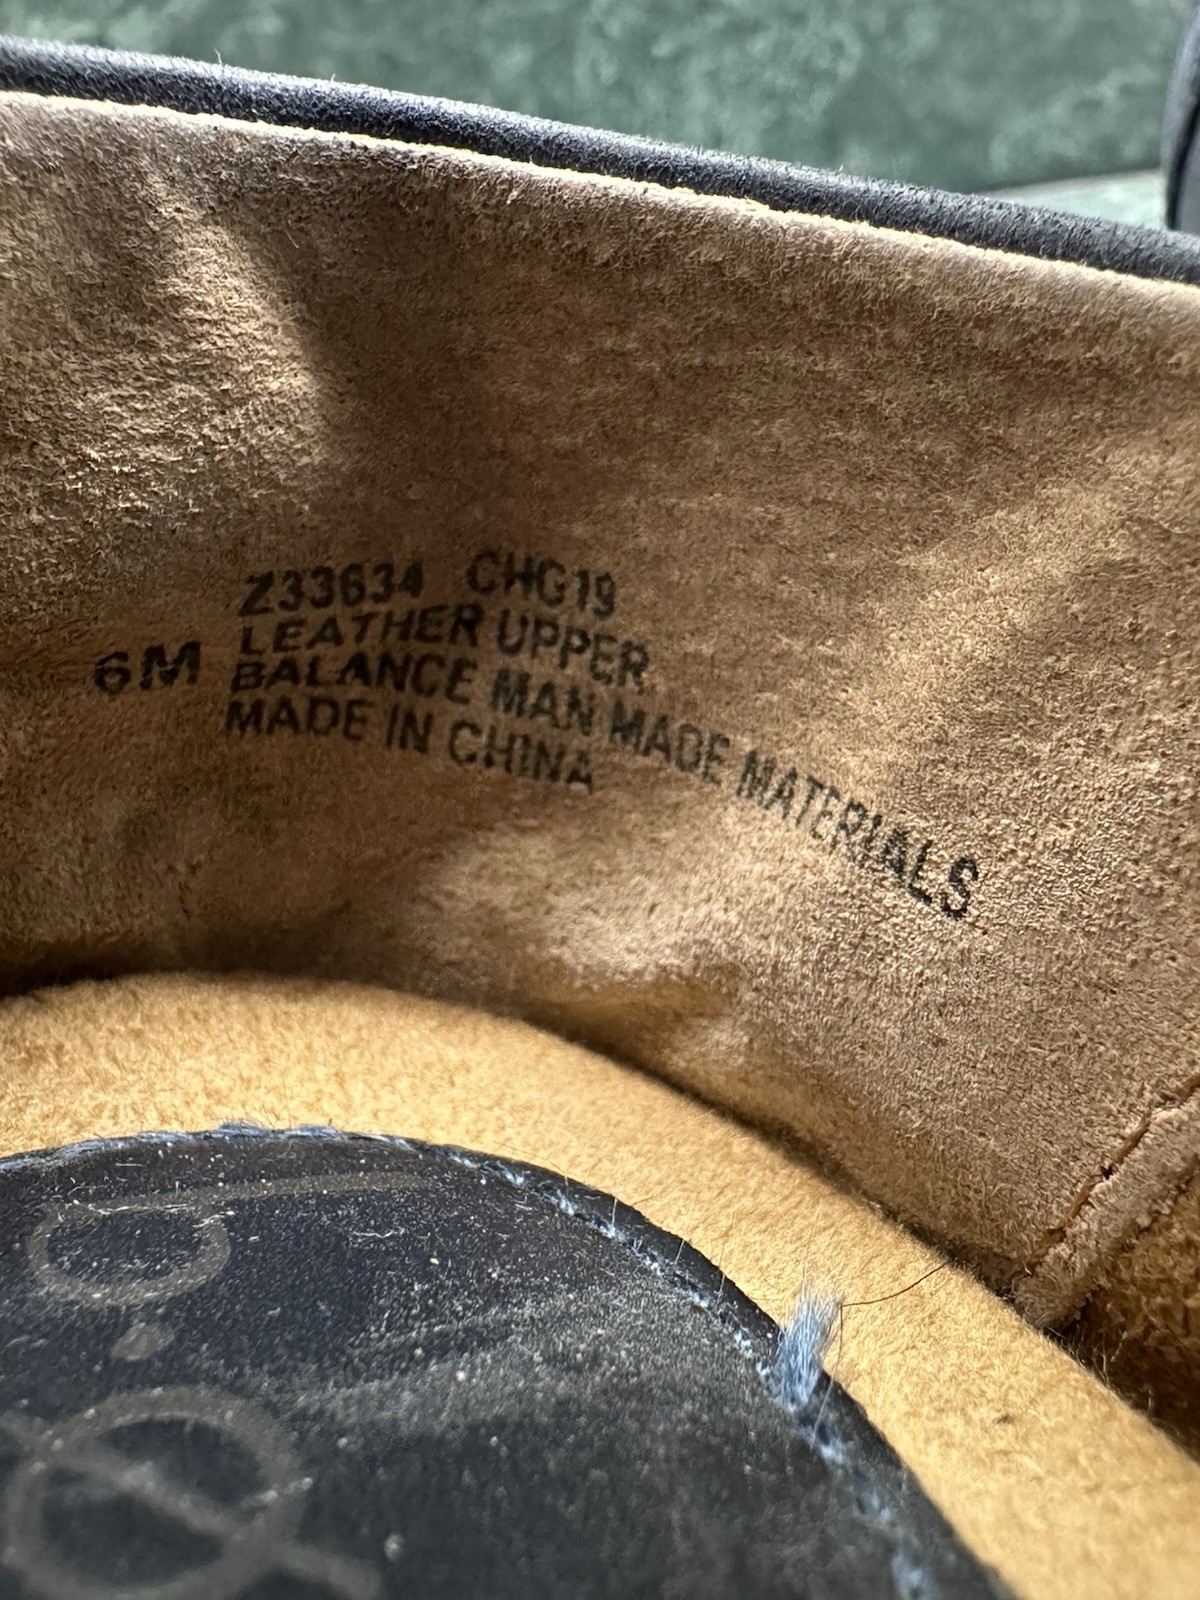 Z33634 CHG19
LEATHER UPPER
6M BALANCE MAN MADE MATERIALS
MADE IN CHINA